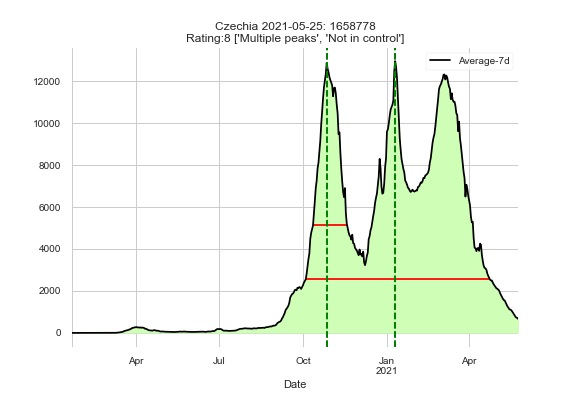 Czechia 2021-05-25: 1658778
Rating:8 ['Multiple peaks', 'Not in control']
Average-7d
12000
10000
8000
6000
4000
2000
0
Apr
Jul
Oct
Jan
2021
Apr
Date